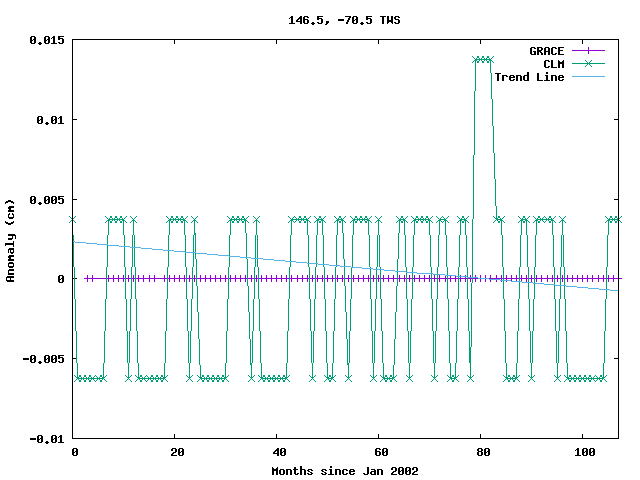 146.5, -70.5 TWS
0.015
GRACE
CLM
Trend Line
0.01
0.005
Anomaly (cm)
0
-0.005
-0.01
0 20 40 60 80 100
Months since Jan 2002